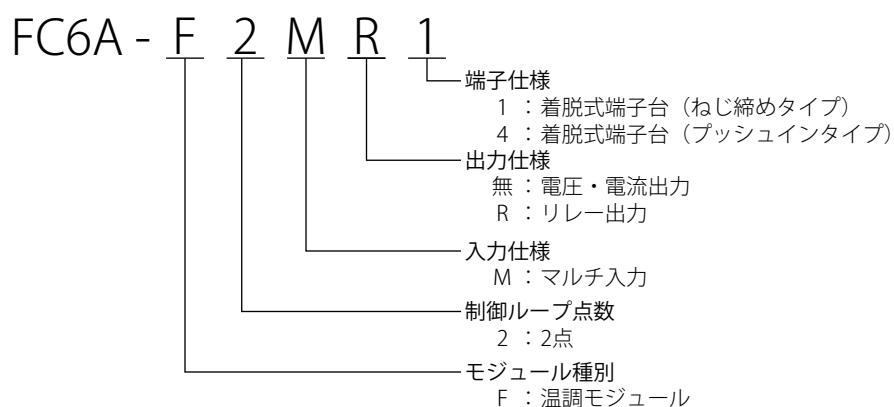 FC6A - F 2 M R 1
端子仕様
1 ：着脱式端子台（ねじ締めタイプ）
4 ：着脱式端子台（プッシュインタイプ）
出力仕様
無 ：電圧・電流出力
R ：リレー出力
入力仕様
M ：マルチ入力
制御ループ点数
2 ：2点
モジュール種別
F ：温調モジュール